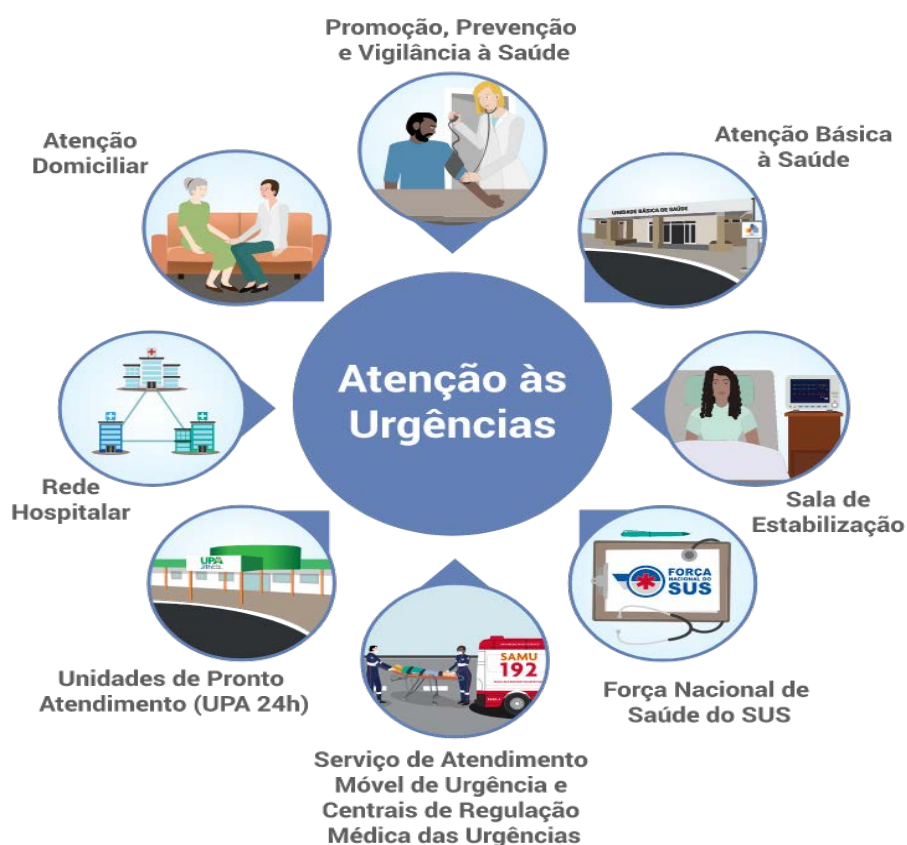 Promoção, Prevenção
e Vigilância à Saúde
Atenção
Domiciliar
Atenção Básica
à Saúde
UNIDADE BÁSICA DE SAÚDE
Atenção às
Urgências
Rede
Hospitalar
Sala de
Estabilização
UPA
FORÇA
NACIONAL DO
SUS
SAMU
192
Unidades de Pronto
Atendimento (UPA 24h)
Força Nacional de
Saúde do SUS
Serviço de Atendimento
Móvel de Urgência e
Centrais de Regulação
Médica das Urgências